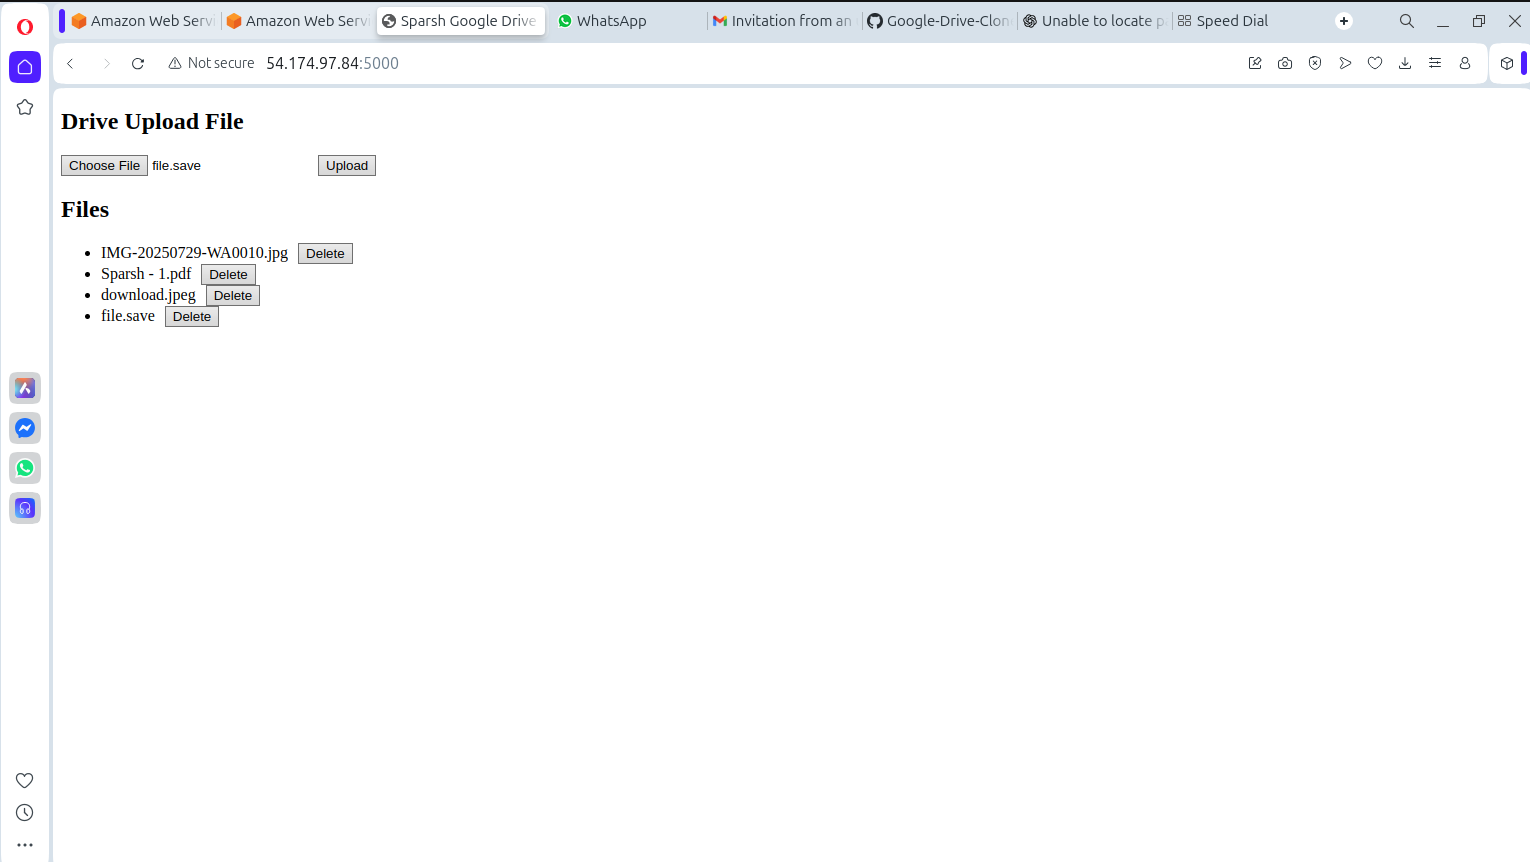 Amazon Web Servi Amazon Web Servi Sparsh Google Drive WhatsApp Invitation from an Google-Drive-Clon Unable to locate p Speed Dial
Not secure 54.174.97.84:5000
Drive Upload File
Choose File file.save Upload
Files
IMG-20250729-WA0010.jpg Delete
Sparsh - 1.pdf Delete
download.jpeg Delete
file.save Delete